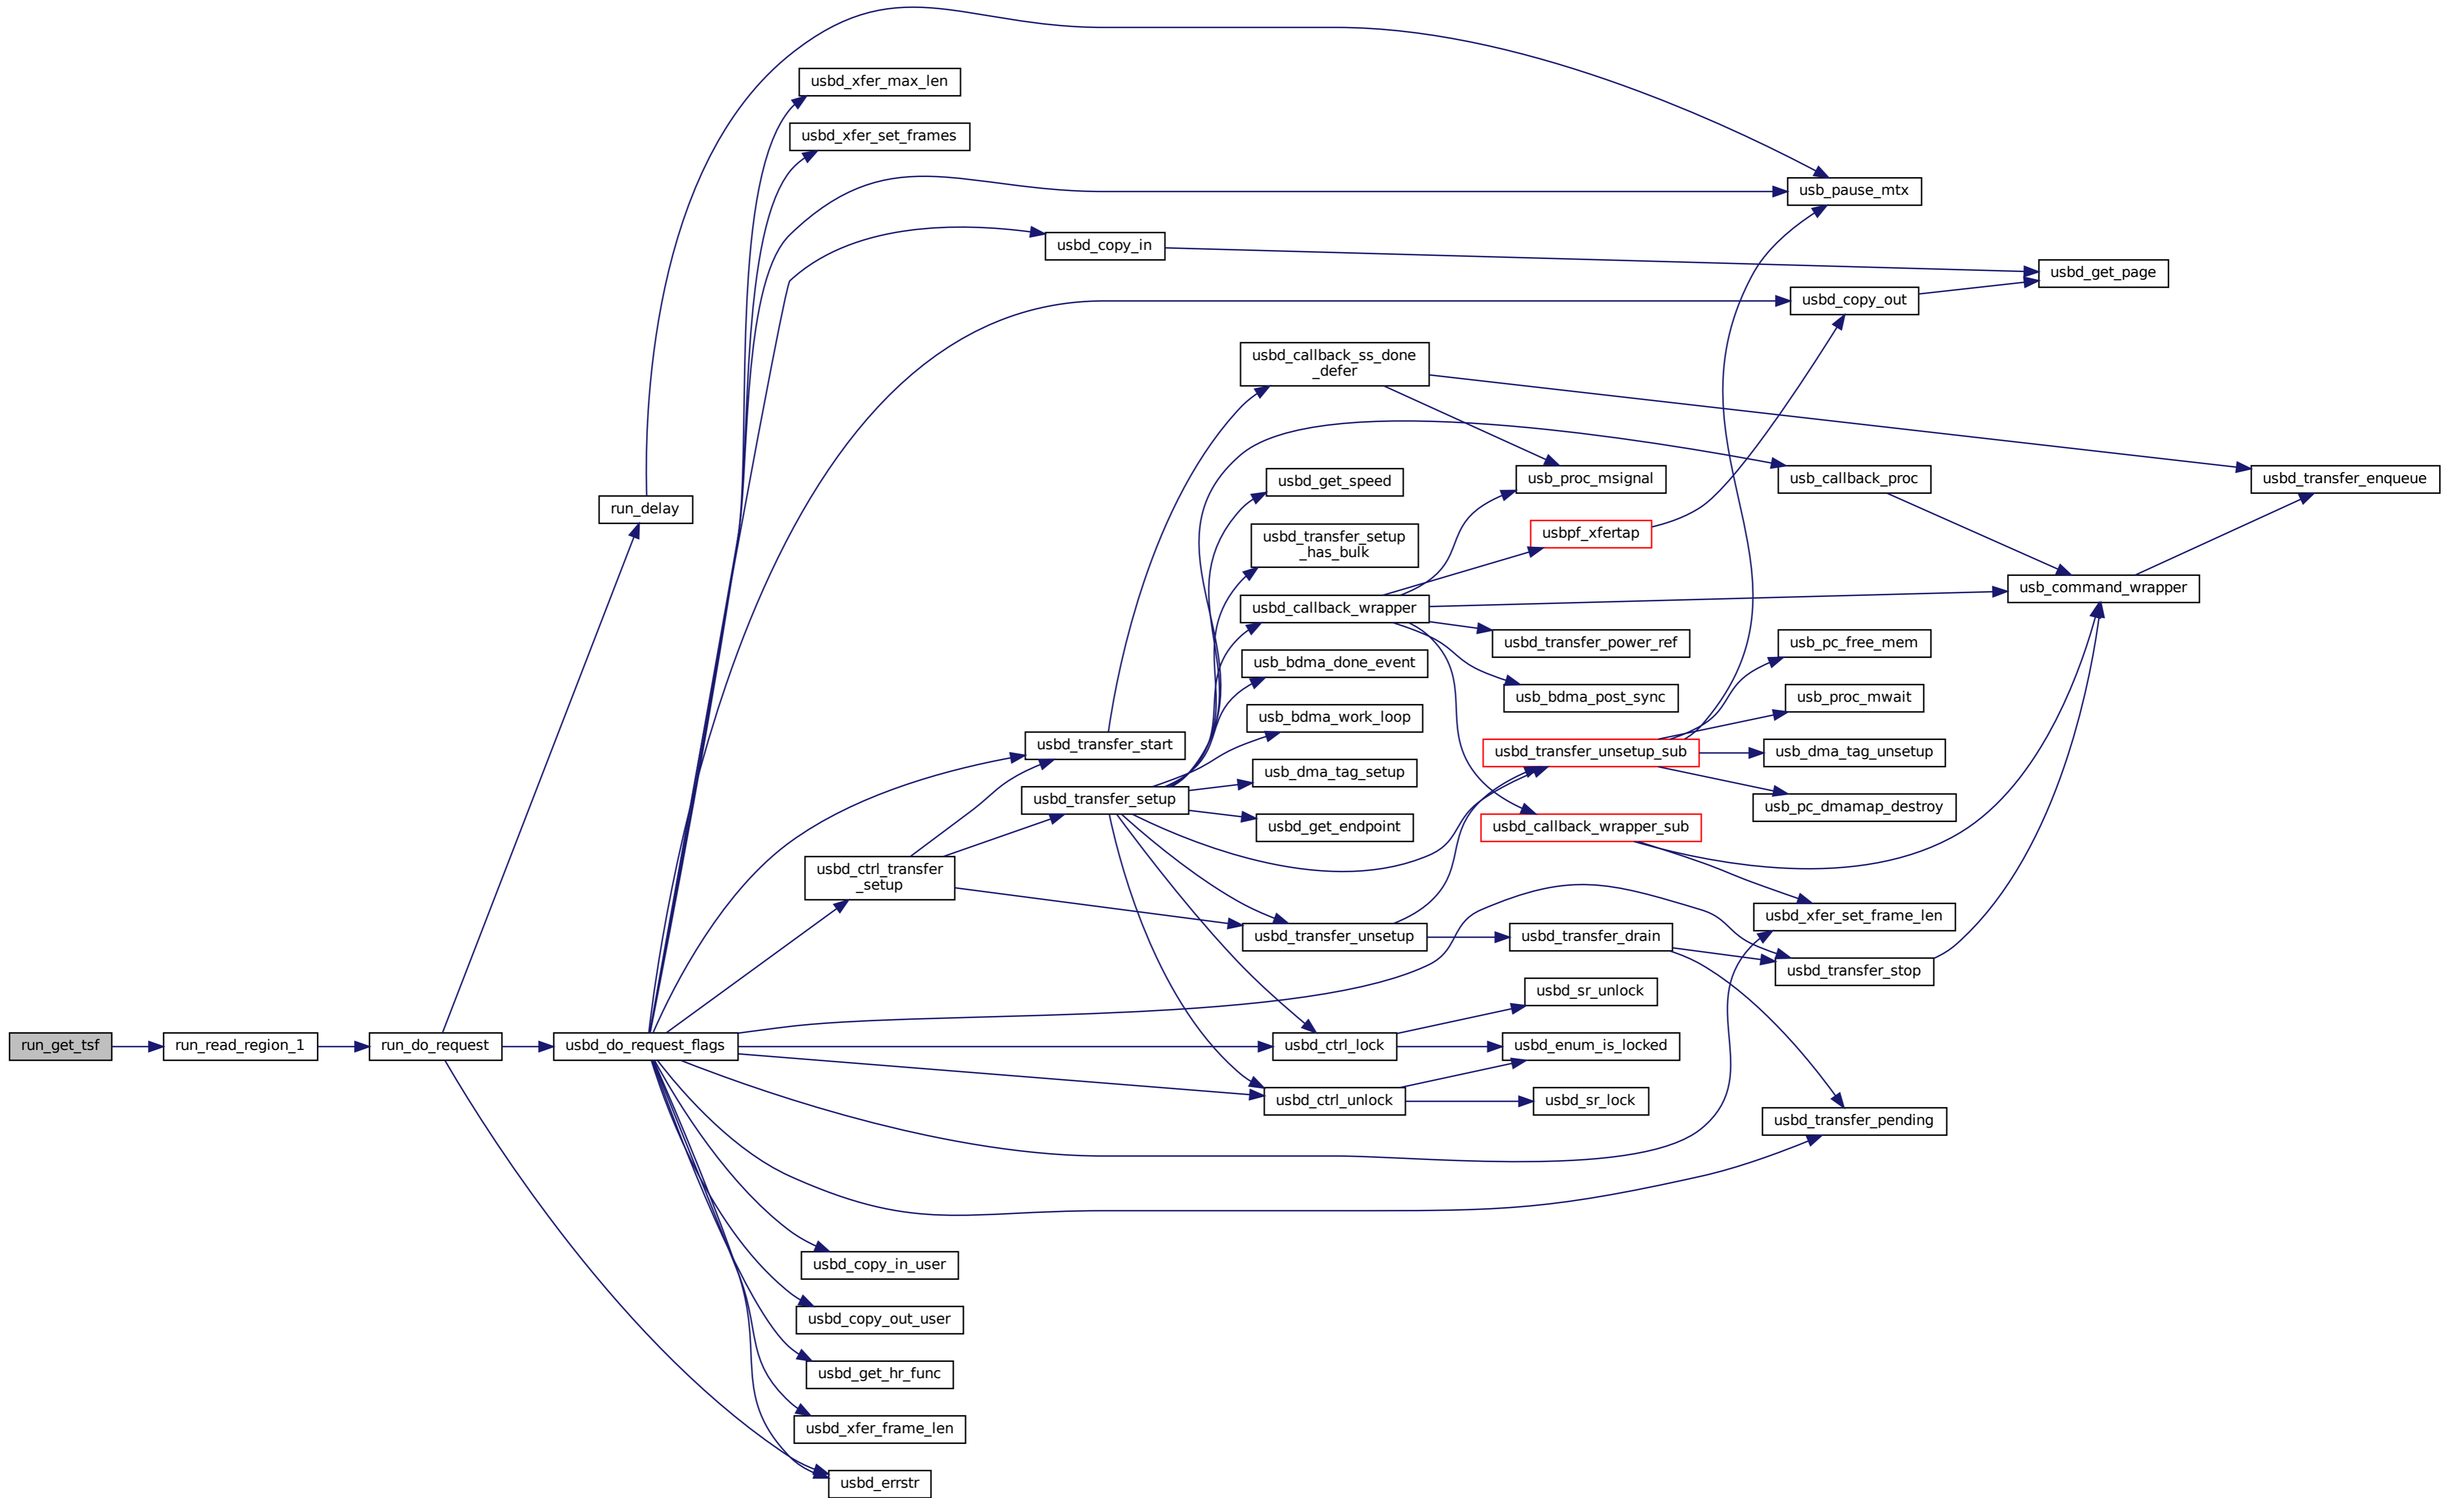 usbd_xfer_max_len
usbd_xfer_set_frames
usb_pause_mtx
usbd_copy_in
usbd_get_page
usbd_copy_out
usbd_callback_ss_done
_defer
usbd_get_speed
usb_proc_msignal
usb_callback_proc
usbd_transfer_enqueue
run_delay
usbpf_xfertap
usbd_transfer_setup
_has_bulk
usb_command_wrapper
usbd_callback_wrapper
usbd_transfer_power_ref
usb_pc_free_mem
usb_bdma_done_event
usb_bdma_post_sync
usb_proc_mwait
usb_bdma_work_loop
usbd_transfer_start
usbd_transfer_unsetup_sub
usb_dma_tag_unsetup
usb_dma_tag_setup
usbd_transfer_setup
usb_pc_dmamap_destroy
usbd_get_endpoint
usbd_callback_wrapper_sub
usbd_ctrl_transfer
_setup
usbd_xfer_set_frame_len
usbd_transfer_unsetup
usbd_transfer_drain
usbd_transfer_stop
usbd_sr_unlock
run_get_tsf
run_read_region_1
run_do_request
usbd_do_request_flags
usbd_ctrl_lock
usbd_enum_is_locked
usbd_ctrl_unlock
usbd_sr_lock
usbd_transfer_pending
usbd_copy_in_user
usbd_copy_out_user
usbd_get_hr_func
usbd_xfer_frame_len
usbd_errstr